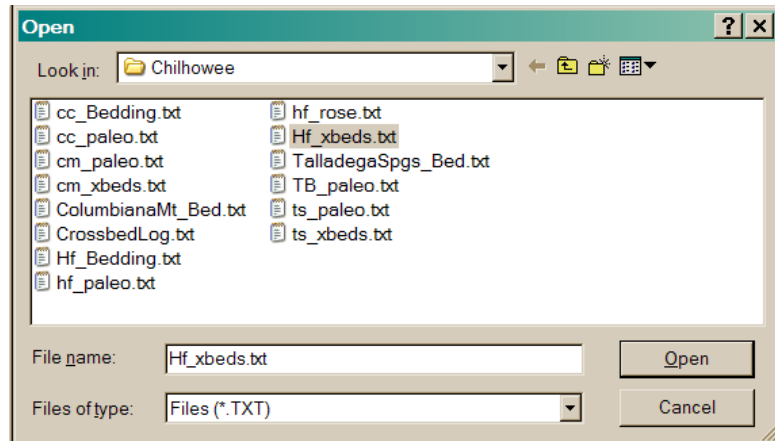 Open
Look in: Chilhowee
cc_Bedding.txt
cc_paleo.txt
cm_paleo.txt
cm_xbeds.txt
ColumbianaMt_Bed.txt
CrossbedLog.txt
Hf_Bedding.txt
hf_paleo.txt
hf_rose.txt
Hf_xbeds.txt
TalladegaSpgs_Bed.txt
TB_paleo.txt
ts_paleo.txt
ts_xbeds.txt
File name: Hf_xbeds.txt
Open
Files of type: Files (*.TXT)
Cancel